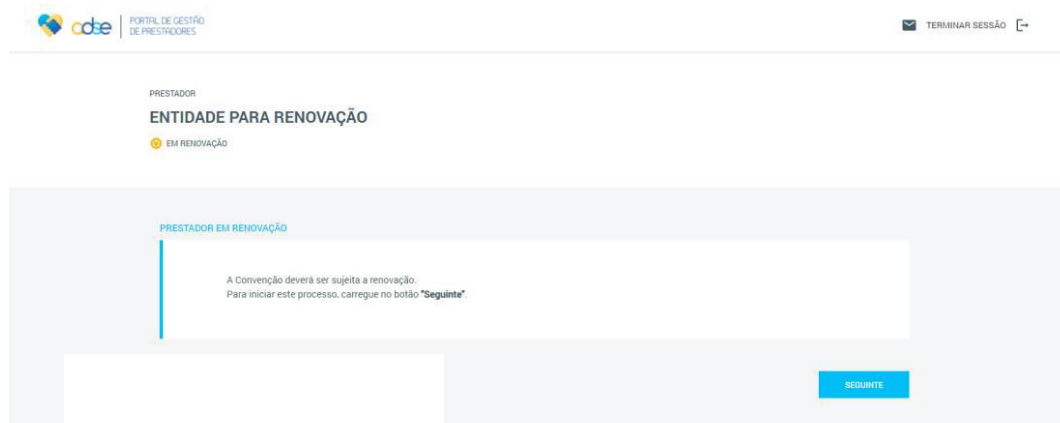 adse
PORTAL DE GESTÃO
DE PRESTADORES
TERMINAR SESSÃO
PRESTADOR
ENTIDADE PARA RENOVAÇÃO
EM RENOVAÇÃO
PRESTADOR EM RENOVAÇÃO
A Convenção deverá ser sujeita a renovação.
Para iniciar este processo, carregue no botão "Seguinte".
SEGUINTE